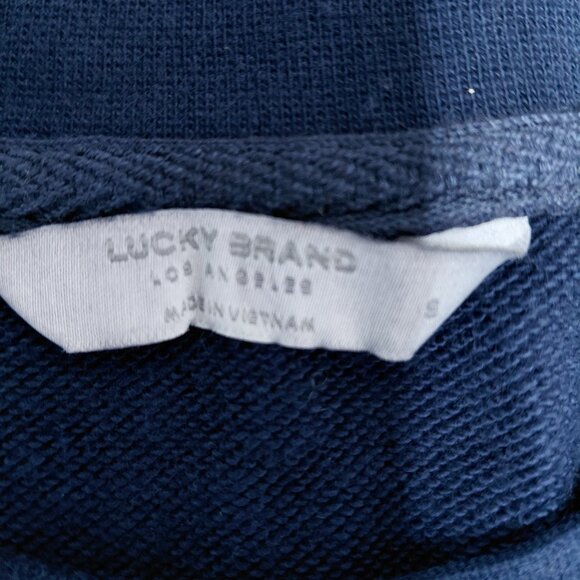 LUCKY BRAND
LOS ANGELES
MADE IN VIETNAM
S